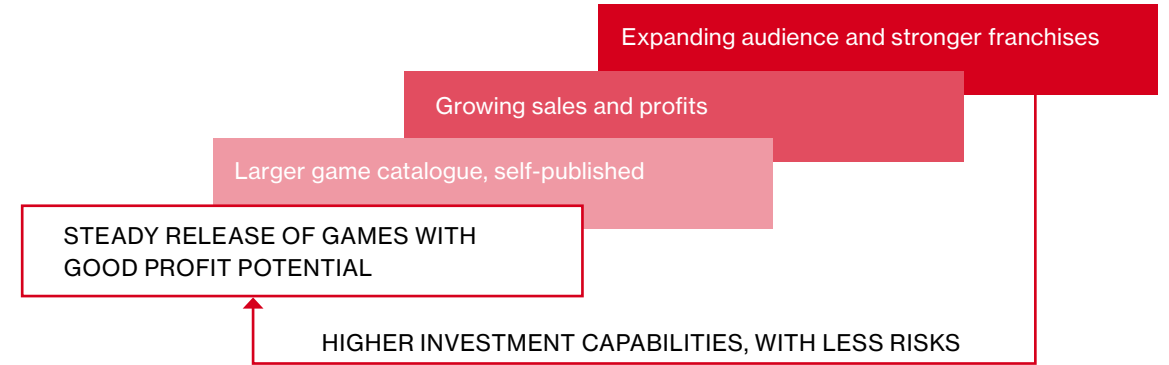 Expanding audience and stronger franchises
Growing sales and profits
Larger game catalogue, self-published
STEADY RELEASE OF GAMES WITH
GOOD PROFIT POTENTIAL
HIGHER INVESTMENT CAPABILITIES, WITH LESS RISKS